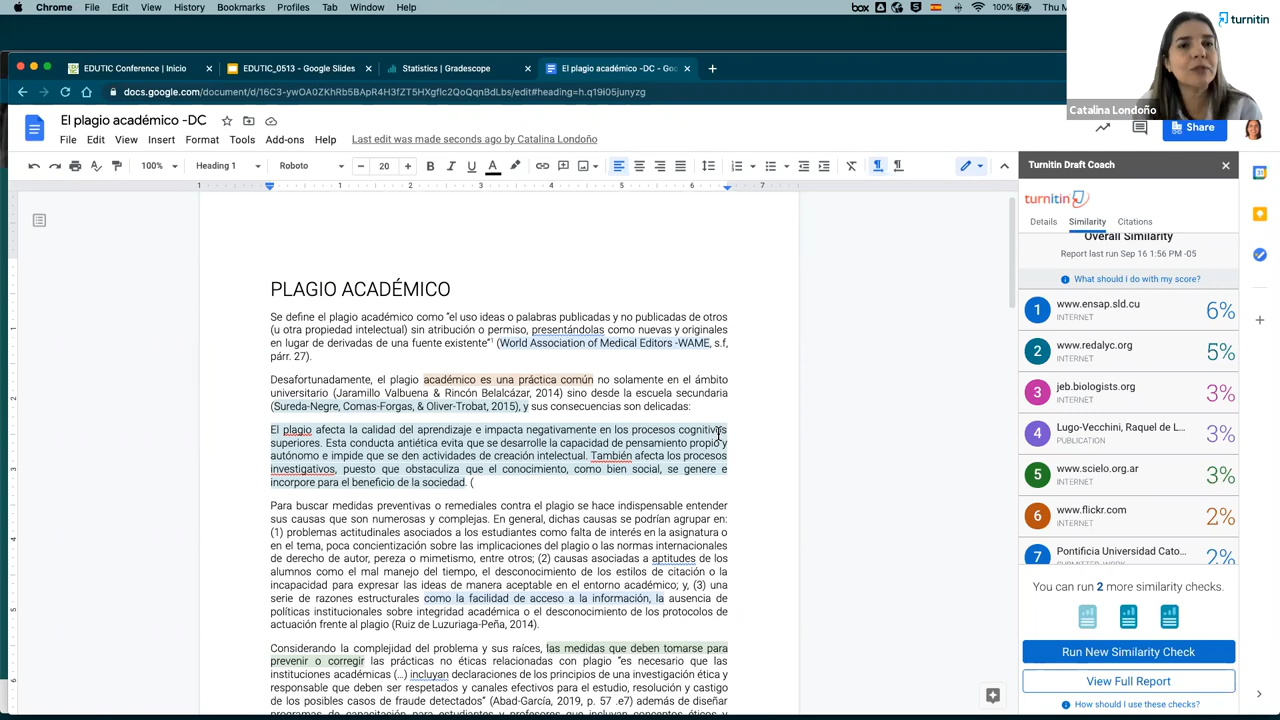 Chrome File Edit View History Bookmarks Profiles Tab Window Help box 100% Thu M
turnitin
EDUTIC Conference | Inicio × EDUTIC_0513 - Google Slides × Statistics | Gradescope × El plagio académico -DC - Goo × +
docs.google.com/document/d/16C3-ywOA0ZKhRb5BApR4H3fZT5HXgflc2QoQqnBdLbs/edit#heading=h.q19i05junyzg
Catalina Londoño
El plagio académico -DC
File Edit View Insert Format Tools Add-ons Help Last edit was made seconds ago by Catalina Londoño
Share
100% Heading 1 Roboto 20 B I U A
Turnitin Draft Coach
turnitin
Details Similarity Citations
Overall Similarity
Report last run Sep 16 1:56 PM -05
What should i do with my score?
1 www.ensap.sld.cu 6%
INTERNET
2 www.redalyc.org 5%
INTERNET
3 jeb.biologists.org 3%
INTERNET
4 Lugo-Vecchini, Raquel de L... 3%
PUBLICATION
5 www.scielo.org.ar 3%
INTERNET
6 www.flickr.com 2%
INTERNET
7 Pontificia Universidad Cato... 2%
You can run 2 more similarity checks.
Run New Similarity Check
View Full Report
How should I use these checks?
1 1 2 3 4 5 6 7
PLAGIO ACADÉMICO
Se define el plgio académico como “el uso ideas o palabras publicadas y no publicadas de otros
(u otra propiedad intelectual) sin atribución o permiso, presentándolas como nuevas y originales
en lugar de derivadas de una fuente existente”¹ (World Association of Medical Editors -WAME, s.f,
párr. 27).
Desafortunadamente, el plagio académico es una práctica común no solamente en el ámbito
universitario (Jaramillo Valbuena & Rincón Belalcázar, 2014) sino desde la escuela secundaria
(Sureda-Negre, Comas-Forgas, & Oliver-Trobat, 2015), y sus consecuencias son delicadas:
El plagio afecta la calidad del aprendizaje e impacta negativamente en los procesos cognitivos
superiores. Esta conducta antiética evita que se desarrolle la capacidad de pensamiento propio y
autónomo e impide que se den actividades de creación intelectual. También afecta los procesos
investigativos, puesto que obstaculiza que el conocimiento, como bien social, se genere e
incorpore para el beneficio de la sociedad. (
Para buscar medidas preventivas o remediales contra el plagio se hace indispensable entender
sus causas que son numerosas y complejas. En general, dichas causas se podrían agrupar en:
(1) problemas actitudinales asociados a los estudiantes como falta de interés en la asignatura o
en el tema, poca concientización sobre las implicaciones del plagio o las normas internacionales
de derecho de autor, pereza o mimetismo, entre otros; (2) causas asociadas a aptitudes de los
alumnos como el mal manejo del tiempo, el desconocimiento de los estilos de citación o la
incapacidad para expresar las ideas de manera aceptable en el entorno académico; y, (3) una
serie de razones estructurales como la facilidad de acceso a la información, la ausencia de
políticas institucionales sobre integridad académica o el desconocimiento de los protocolos de
actuación frente al plagio (Ruiz de Luzuriaga-Peña, 2014).
Considerando la complejidad del problema y sus raíces, las medidas que deben tomarse para
prevenir o corregir las prácticas no éticas relacionadas con plagio “es necesario que las
instituciones académicas (…) incluyan declaraciones de los principios de una investigación ética y
responsable que deben ser respetados y canales efectivos para el estudio, resolución y castigo
de los posibles casos de fraude detectados” (Abad-García, 2019, p. 57 .e7) además de diseñar
programas de capacitación para estudiantes y profesores que incluyan conceptos éticos y